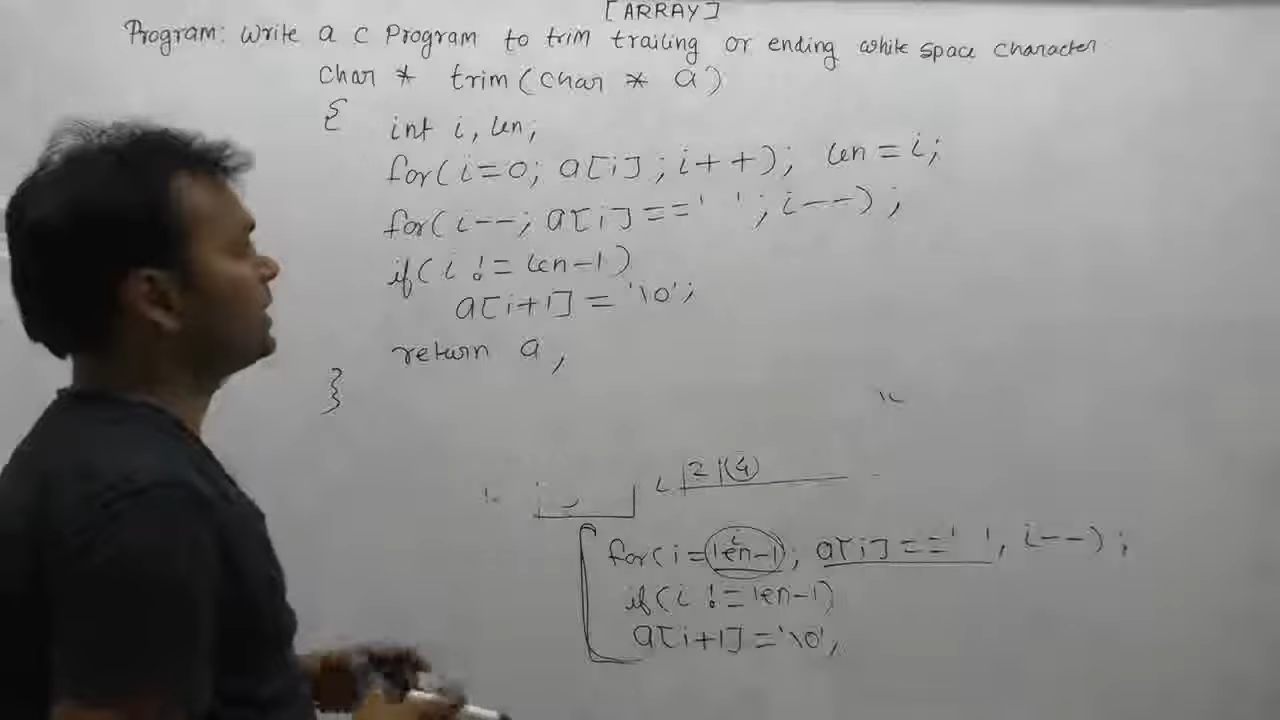 [ARRAY]
Program: Write a c Program to trim trailing or ending white space character
char * trim(char * a)
{
int i, len;
for(i=0; a[i]; i++); len=i;
for(i--; a[i]==' '; i--);
if(i != len-1)
a[i+1] = '\0';
return a;
}
for(i=len-1; a[i]==' ', i--);
if(i != len-1)
a[i+1]='\0',